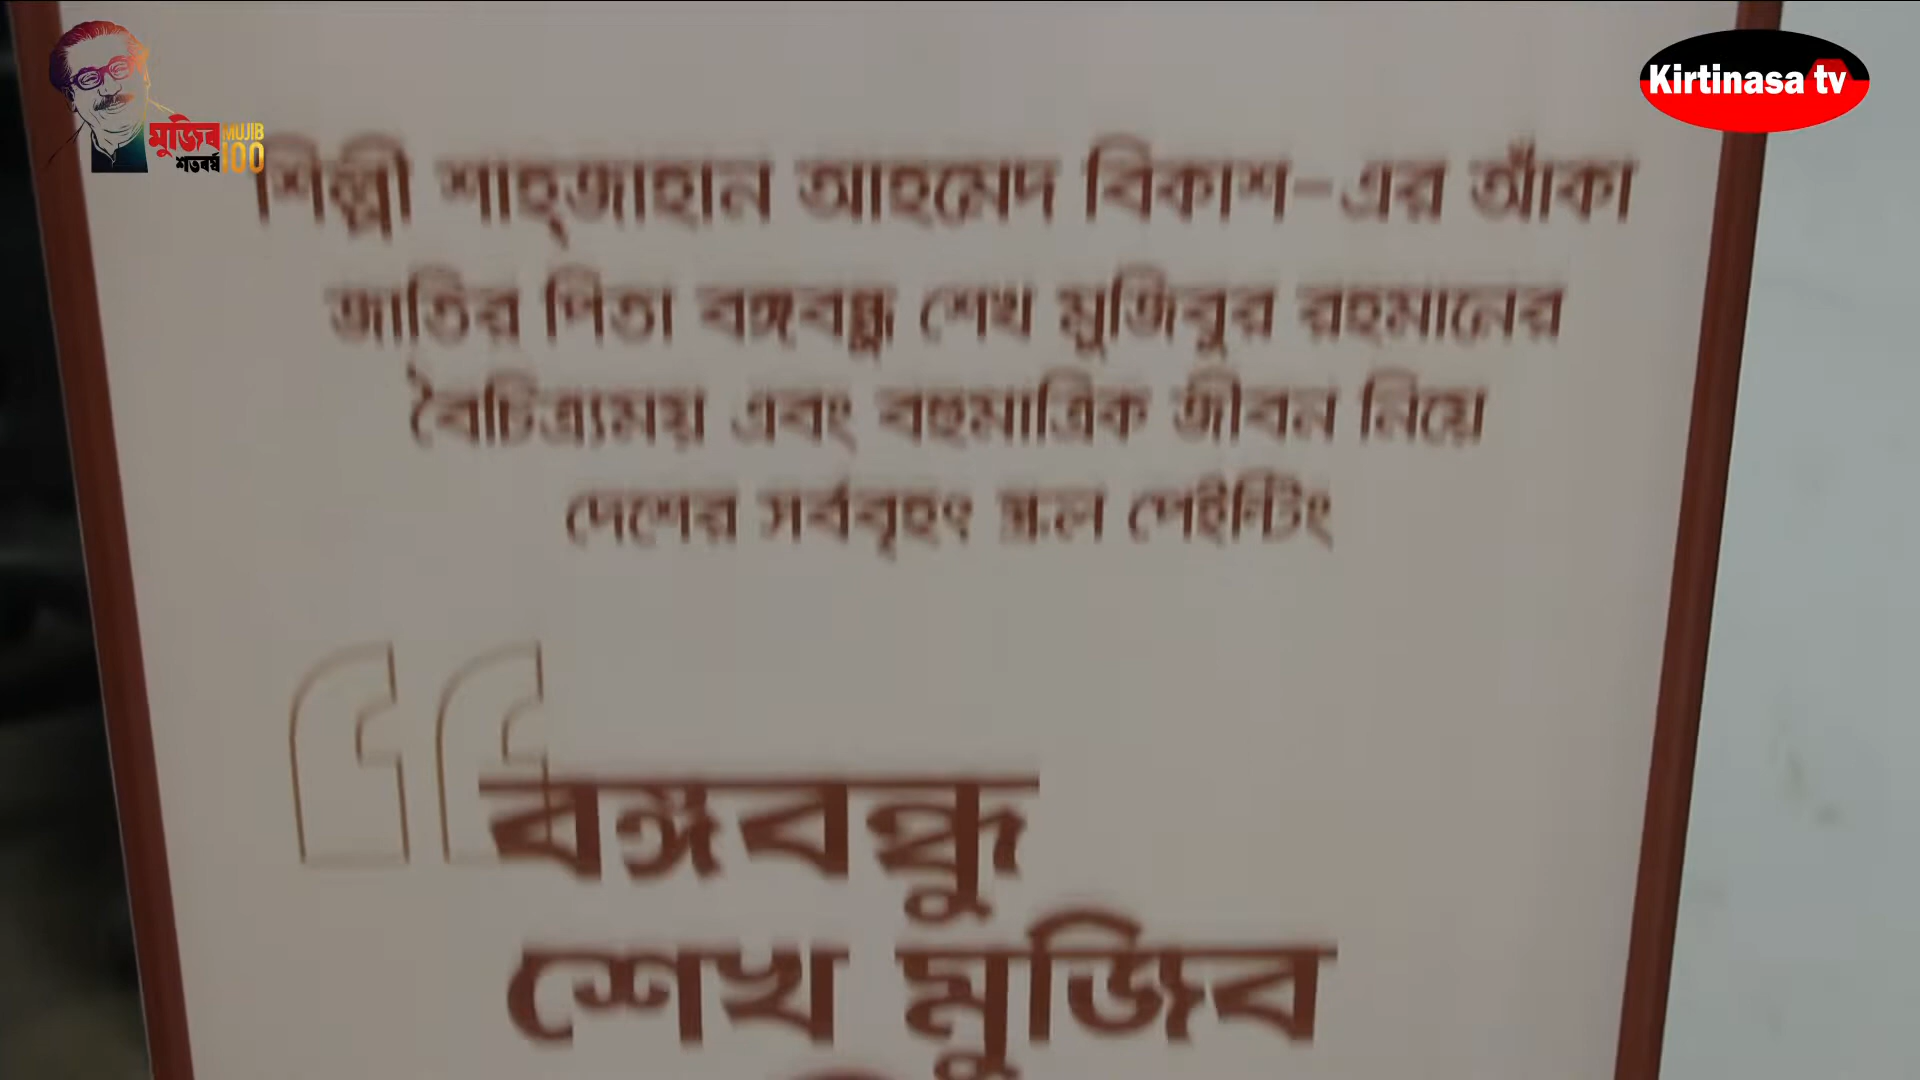 মুজিব
শতবর্ষ
MUJIB
100
Kirtinasa tv
শিল্পী শাহ্জাহান আহমেদ বিকাশ-এর আঁকা
জাতির পিতা বঙ্গবন্ধু শেখ মুজিবুর রহমানের
বৈচিত্র্যময় এবং বহুমাত্রিক জীবন নিয়ে
দেশের সর্ববৃহৎ স্ক্রল পেইন্টিং
“
বঙ্গবন্ধু
শেখ মুজিব